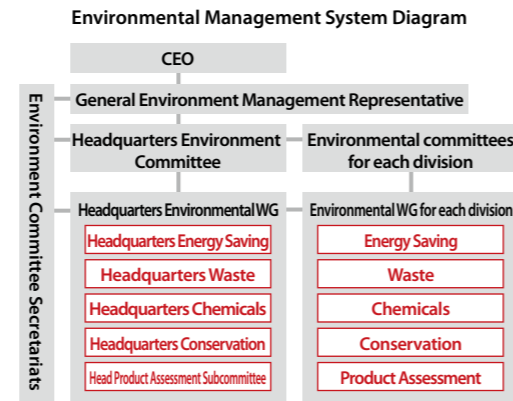 Environmental Management System Diagram
CEO
General Environment Management Representative
Environment Committee Secretariats
Headquarters Environment
Committee
Environmental committees
for each division
Headquarters Environmental WG
Headquarters Energy Saving
Headquarters Waste
Headquarters Chemicals
Headquarters Conservation
Head Product Assessment Subcommittee
Environmental WG for each division
Energy Saving
Waste
Chemicals
Conservation
Product Assessment